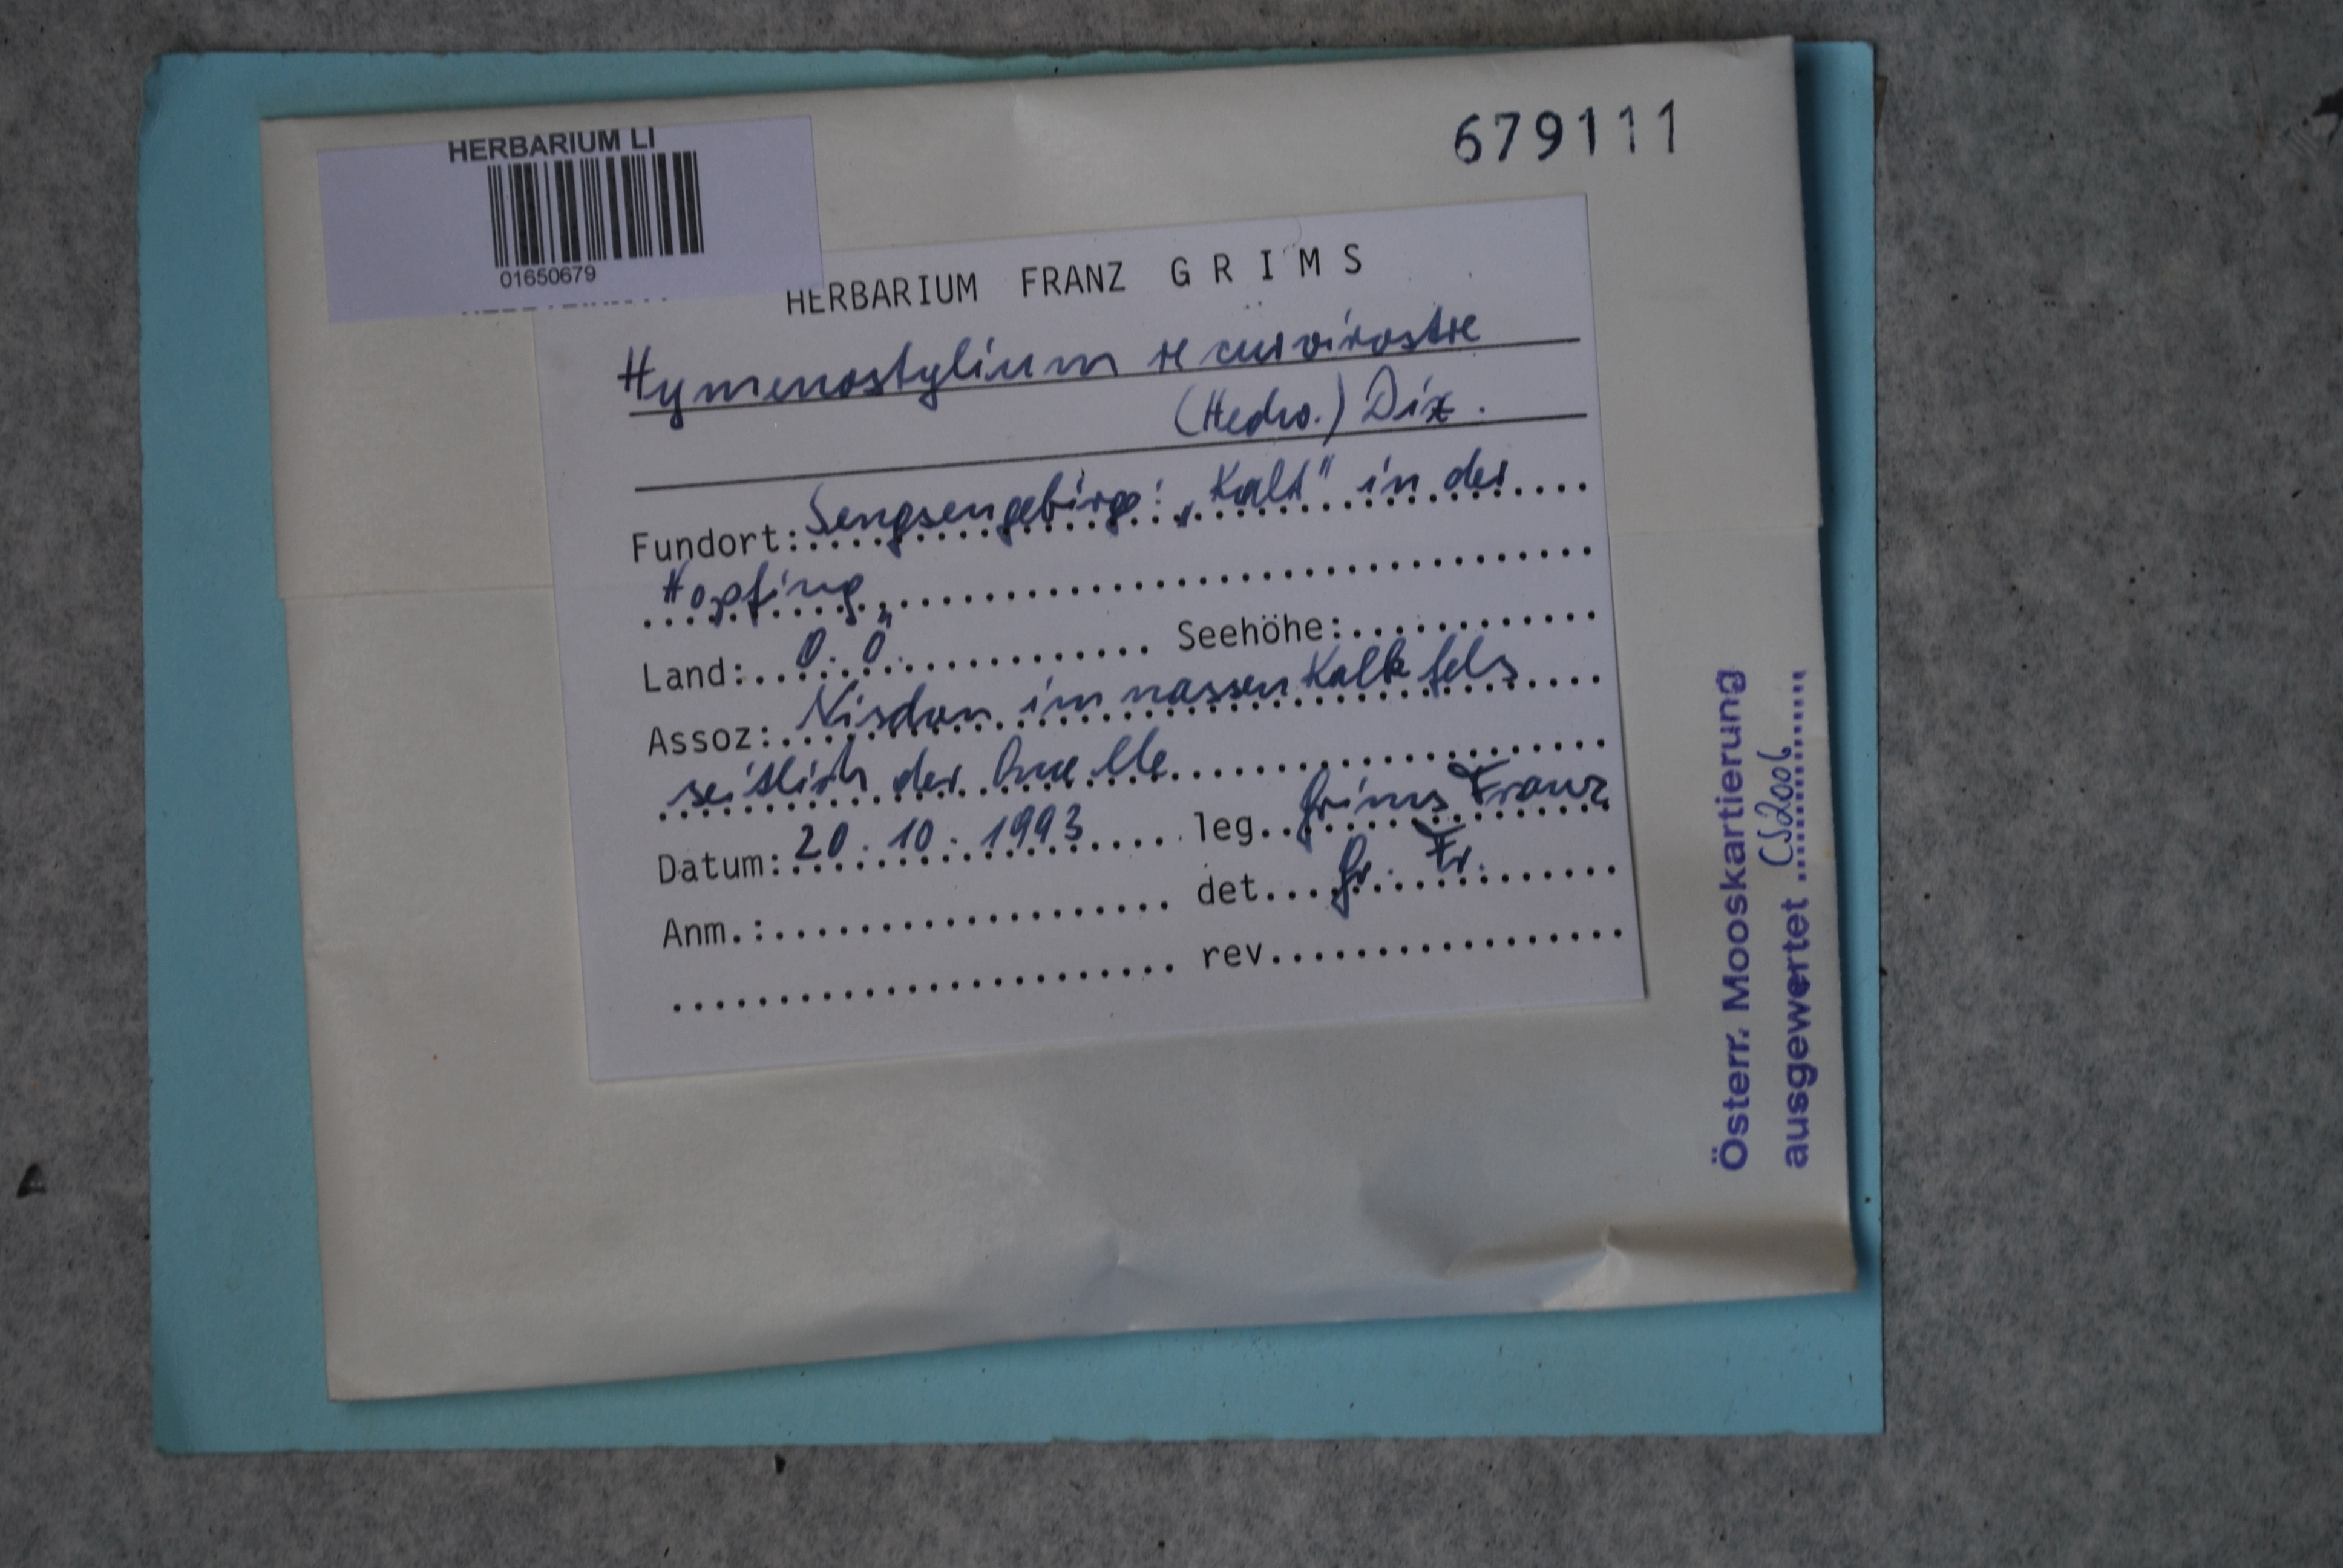 HERBARIUM LI
01650679
679111
HERBARIUM FRANZ G R I M S
Hymenostylium recurvirostre
(Hedw.) Dix.
Fundort: Sengsengebirge: „Kalt" in der
Hopfing
Land: O. Ö. Seehöhe:
Assoz: Nischen im nassen Kalkfels
seitlich der Quelle
Datum: 20.10.1993 leg. Grims Franz
Anm.: det. Gr. Fr.
rev.
Österr. Mooskartierung
ausgewertet CS2006